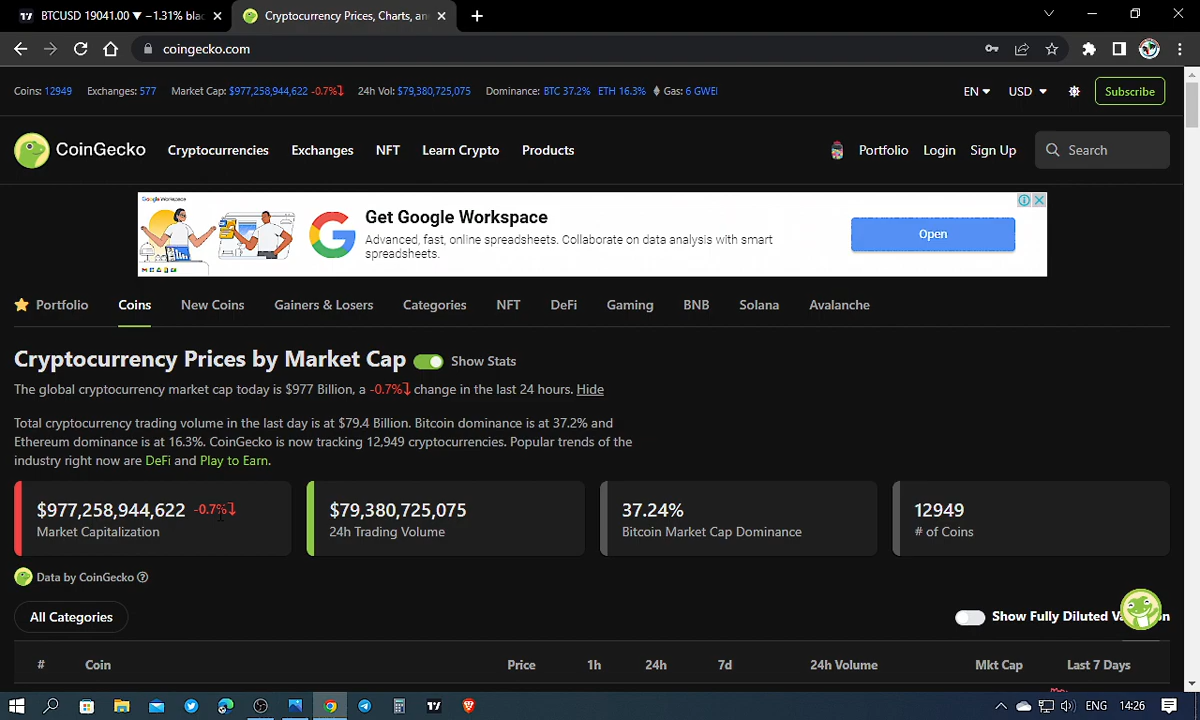 BTCUSD 19041.00 ▼ −1.31% bla
Cryptocurrency Prices, Charts, an
coingecko.com
Coins: 12949 Exchanges: 577 Market Cap: $977,258,944,622 -0.7% 24h Vol: $79,380,725,075 Dominance: BTC 37.2% ETH 16.3% Gas: 6 GWEI
EN USD Subscribe
CoinGecko Cryptocurrencies Exchanges NFT Learn Crypto Products Portfolio Login Sign Up Search
Google Workspace
Get Google Workspace
Advanced, fast, online spreadsheets. Collaborate on data analysis with smart
spreadsheets.
Open
Portfolio Coins New Coins Gainers & Losers Categories NFT DeFi Gaming BNB Solana Avalanche
Cryptocurrency Prices by Market Cap Show Stats
The global cryptocurrency market cap today is $977 Billion, a -0.7% change in the last 24 hours. Hide
Total cryptocurrency trading volume in the last day is at $79.4 Billion. Bitcoin dominance is at 37.2% and
Ethereum dominance is at 16.3%. CoinGecko is now tracking 12,949 cryptocurrencies. Popular trends of the
industry right now are DeFi and Play to Earn.
$977,258,944,622 -0.7%
Market Capitalization
$79,380,725,075
24h Trading Volume
37.24%
Bitcoin Market Cap Dominance
12949
# of Coins
Data by CoinGecko
All Categories
Show Fully Diluted V n
# Coin Price 1h 24h 7d 24h Volume Mkt Cap Last 7 Days
ENG 14:26